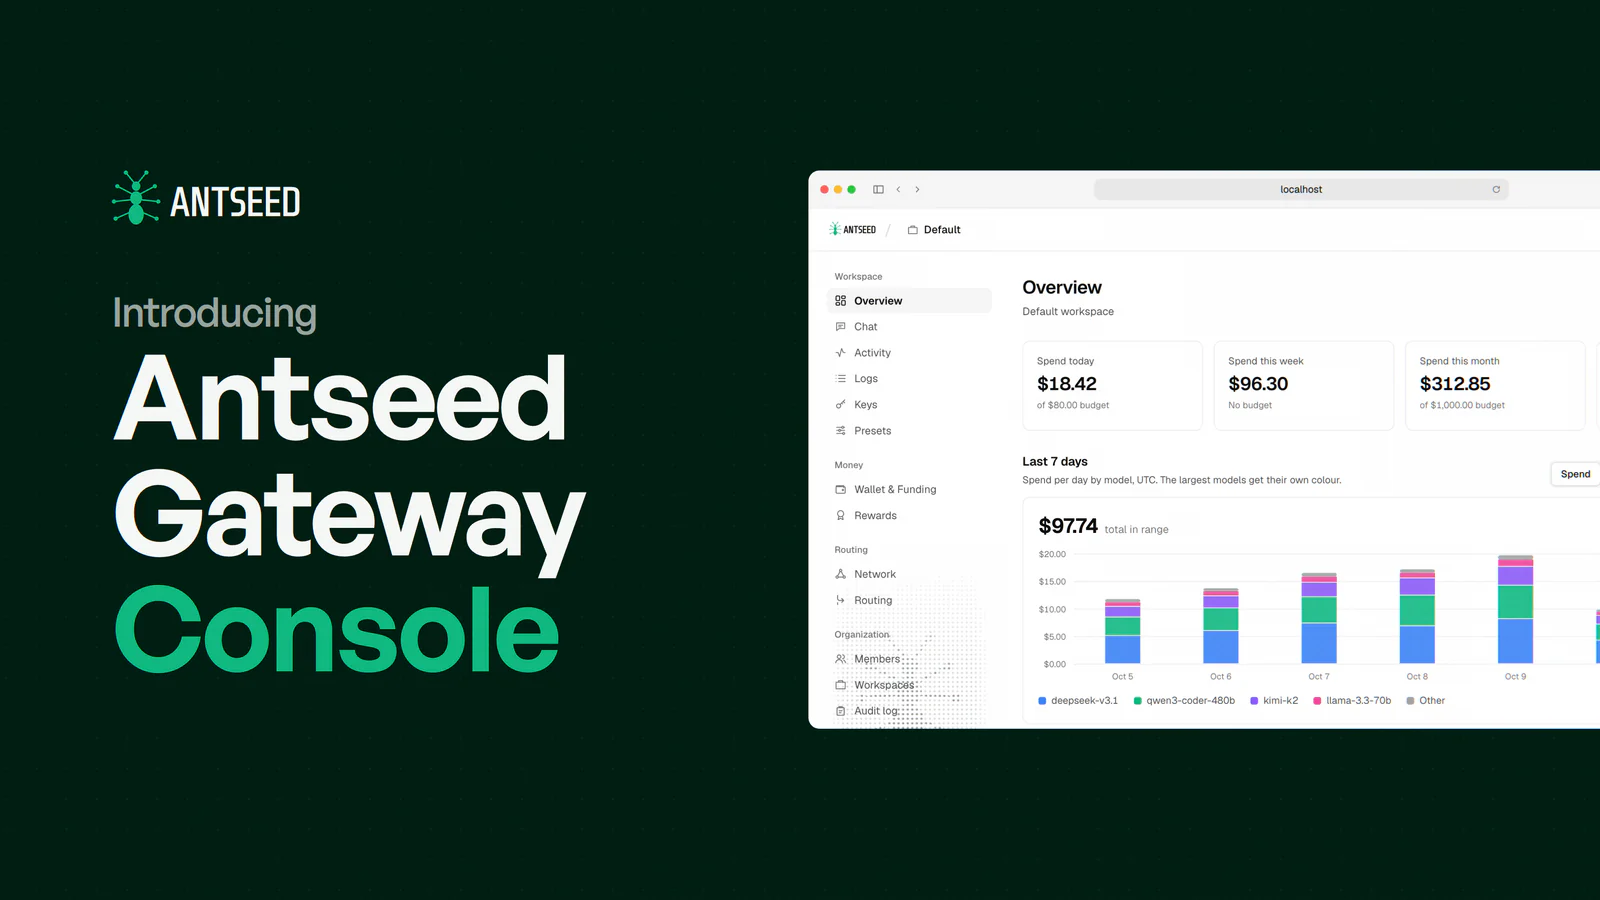 ANTSEED
Introducing
Antseed
Gateway
Console
localhost
ANTSEED / Default
Workspace
Overview
Chat
Activity
Logs
Keys
Presets
Money
Wallet & Funding
Rewards
Routing
Network
Routing
Organization
Members
Workspaces
Audit log
Overview
Default workspace
Spend today
$18.42
of $80.00 budget
Spend this week
$96.30
No budget
Spend this month
$312.85
of $1,000.00 budget
Last 7 days
Spend per day by model, UTC. The largest models get their own colour.
Spend
$97.74 total in range
$20.00
$15.00
$10.00
$5.00
$0.00
Oct 5 Oct 6 Oct 7 Oct 8 Oct 9
deepseek-v3.1 qwen3-coder-480b kimi-k2 llama-3.3-70b Other